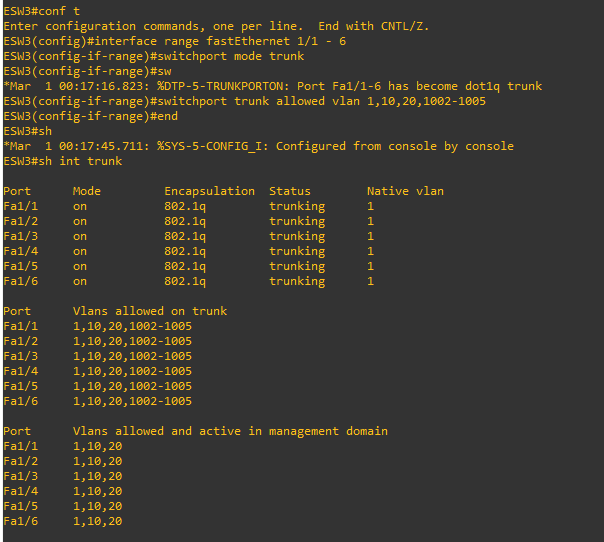 ESW3#conf t
Enter configuration commands, one per line.  End with CNTL/Z.
ESW3(config)#interface range fastEthernet 1/1 - 6
ESW3(config-if-range)#switchport mode trunk
ESW3(config-if-range)#sw
*Mar  1 00:17:16.823: %DTP-5-TRUNKPORTON: Port Fa1/1-6 has become dot1q trunk
ESW3(config-if-range)#switchport trunk allowed vlan 1,10,20,1002-1005
ESW3(config-if-range)#end
ESW3#sh
*Mar  1 00:17:45.711: %SYS-5-CONFIG_I: Configured from console by console
ESW3#sh int trunk

Port      Mode         Encapsulation  Status        Native vlan
Fa1/1     on           802.1q         trunking      1
Fa1/2     on           802.1q         trunking      1
Fa1/3     on           802.1q         trunking      1
Fa1/4     on           802.1q         trunking      1
Fa1/5     on           802.1q         trunking      1
Fa1/6     on           802.1q         trunking      1

Port      Vlans allowed on trunk
Fa1/1     1,10,20,1002-1005
Fa1/2     1,10,20,1002-1005
Fa1/3     1,10,20,1002-1005
Fa1/4     1,10,20,1002-1005
Fa1/5     1,10,20,1002-1005
Fa1/6     1,10,20,1002-1005

Port      Vlans allowed and active in management domain
Fa1/1     1,10,20
Fa1/2     1,10,20
Fa1/3     1,10,20
Fa1/4     1,10,20
Fa1/5     1,10,20
Fa1/6     1,10,20